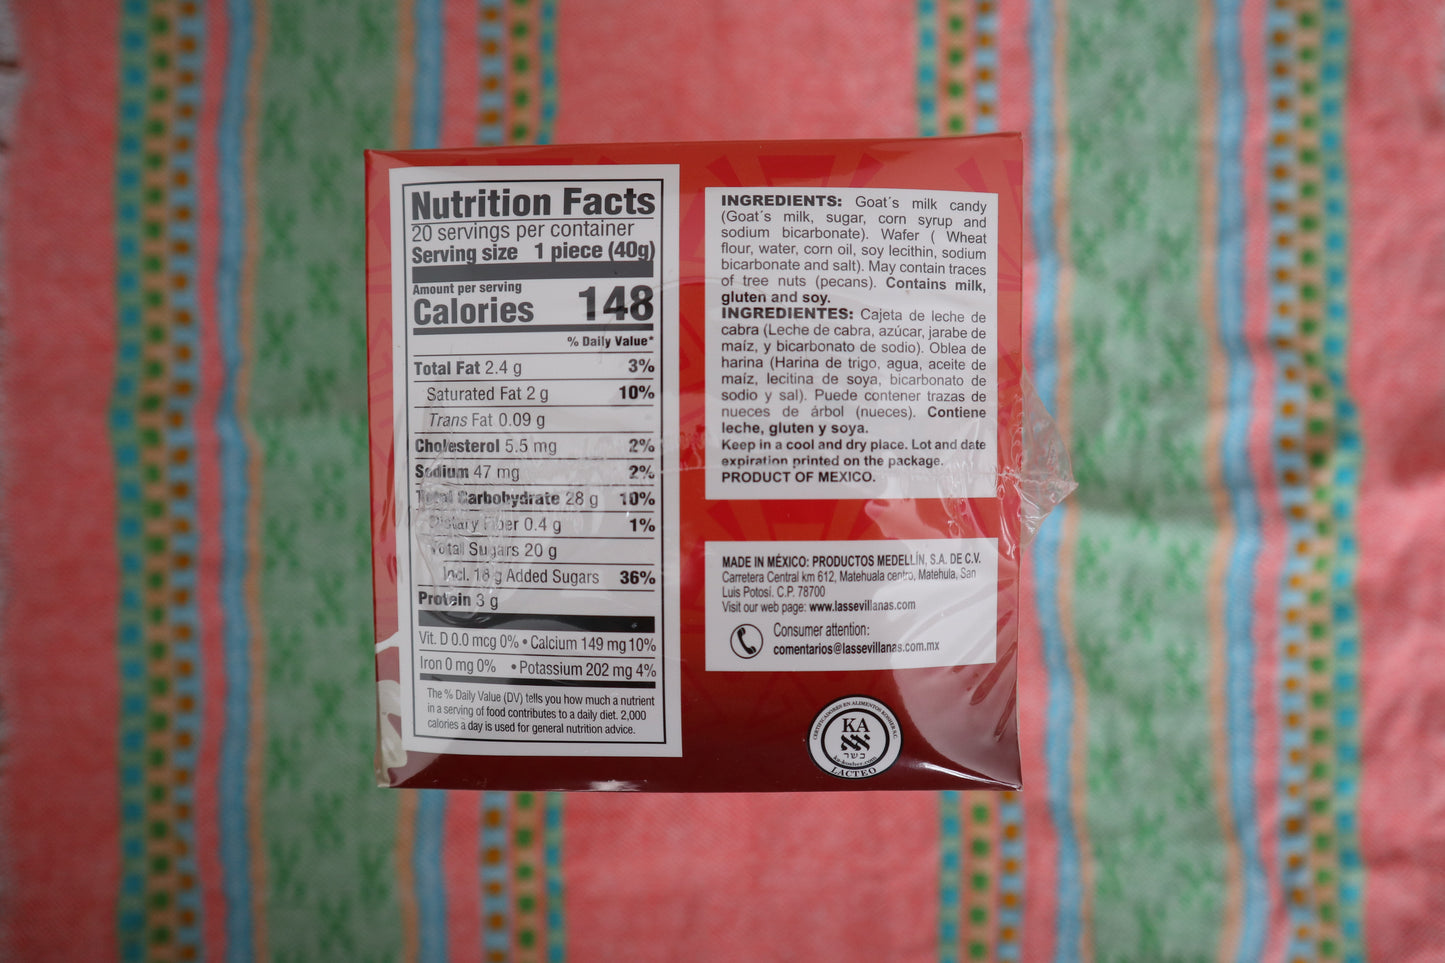 Nutrition Facts
20 servings per container
Serving size 1 piece (40g)
Amount per serving
Calories 148
% Daily Value*
Total Fat 2.4 g 3%
Saturated Fat 2 g 10%
Trans Fat 0.09 g
Cholesterol 5.5 mg 2%
Sodium 47 mg 2%
Total Carbohydrate 28 g 10%
Dietary Fiber 0.4 g 1%
Total Sugars 20 g
Incl. 18 g Added Sugars 36%
Protein 3 g
Vit. D 0.0 mcg 0% • Calcium 149 mg 10%
Iron 0 mg 0% • Potassium 202 mg 4%
The % Daily Value (DV) tells you how much a nutrient
in a serving of food contributes to a daily diet. 2,000
calories a day is used for general nutrition advice.
INGREDIENTS: Goat´s milk candy
(Goat´s milk, sugar, corn syrup and
sodium bicarbonate). Wafer ( Wheat
flour, water, corn oil, soy lecithin, sodium
bicarbonate and salt). May contain traces
of tree nuts (pecans). Contains milk,
gluten and soy.
INGREDIENTES: Cajeta de leche de
cabra (Leche de cabra, azúcar, jarabe de
maíz, y bicarbonato de sodio). Oblea de
harina (Harina de trigo, agua, aceite de
maíz, lecitina de soya, bicarbonato de
sodio y sal). Puede contener trazas de
nueces de árbol (nueces). Contiene
leche, gluten y soya.
Keep in a cool and dry place. Lot and date
expiration printed on the package.
PRODUCT OF MEXICO.
MADE IN MÉXICO: PRODUCTOS MEDELLÍN, S.A. DE C.V.
Carretera Central km 612, Matehuala centro, Matehula, San
Luis Potosí. C.P. 78700
Visit our web page: www.lassevillanas.com
Consumer attention:
comentarios@lassevillanas.com.mx
CERTIFICADORES EN ALIMENTOS KOSHER S.C.
KA
כשר
ka-kosher.com
LACTEO